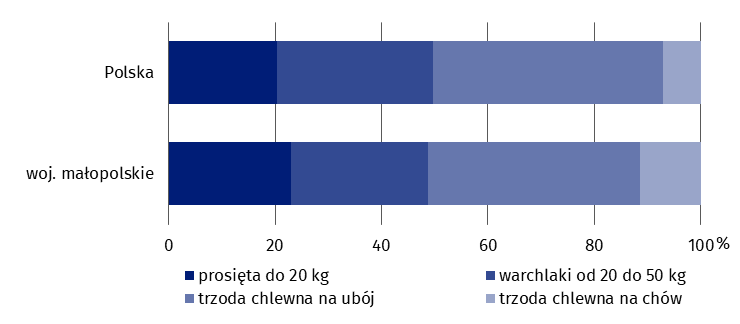 Polska
woj. małopolskie
0 20 40 60 80 100 %
prosięta do 20 kg warchlaki od 20 do 50 kg
trzoda chlewna na ubój trzoda chlewna na chów